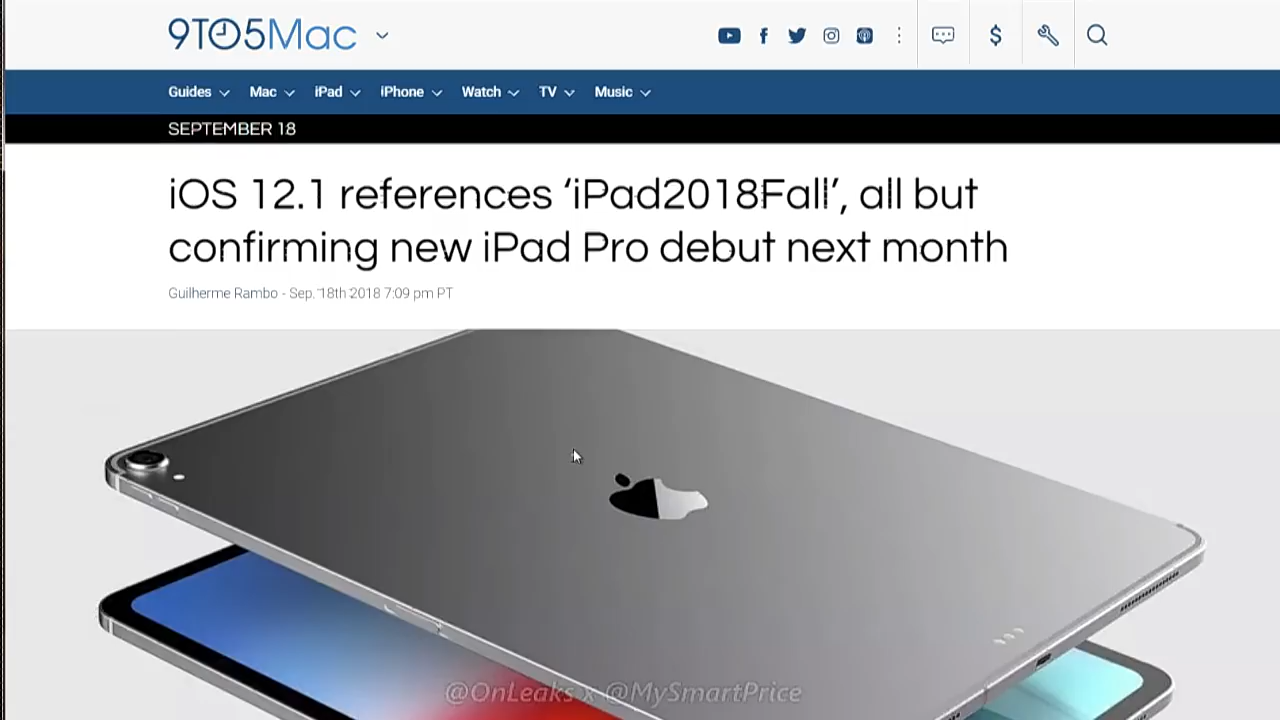 9TO5Mac
Guides Mac iPad iPhone Watch TV Music
SEPTEMBER 18
iOS 12.1 references ‘iPad2018Fall’, all but
confirming new iPad Pro debut next month
Guilherme Rambo - Sep. 18th 2018 7:09 pm PT
@OnLeaks x @MySmartPrice